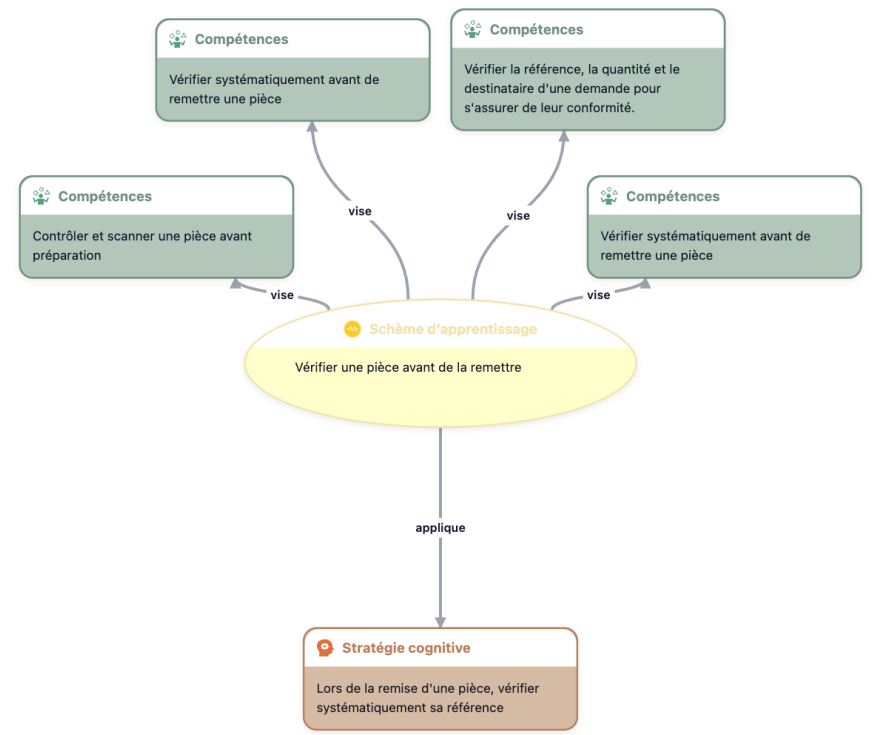 Compétences
Vérifier systématiquement avant de
remettre une pièce
Compétences
Vérifier la référence, la quantité et le
destinataire d'une demande pour
s'assurer de leur conformité.
Compétences
Contrôler et scanner une pièce avant
préparation
Compétences
Vérifier systématiquement avant de
remettre une pièce
vise
vise
vise
vise
Schème d’apprentissage
Vérifier une pièce avant de la remettre
applique
Stratégie cognitive
Lors de la remise d'une pièce, vérifier
systématiquement sa référence